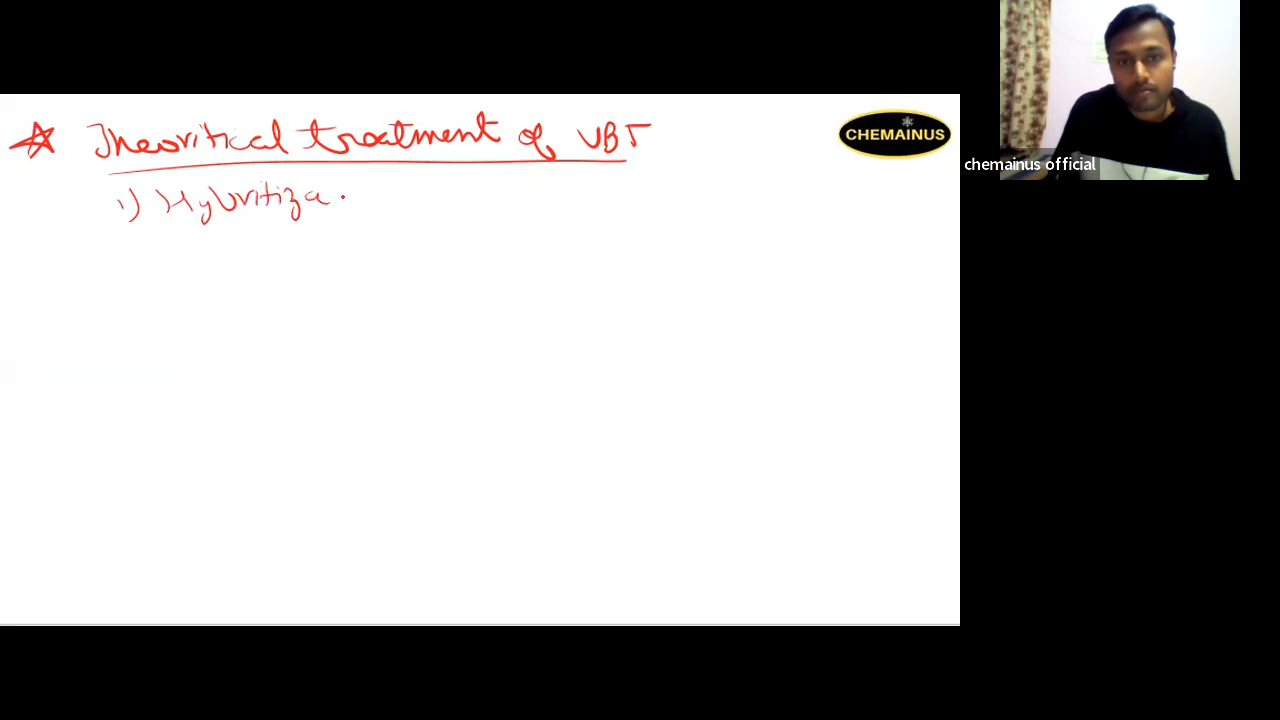 Theoritical treatment of VBT
1) Hybritiza
CHEMAINUS
chemainus official